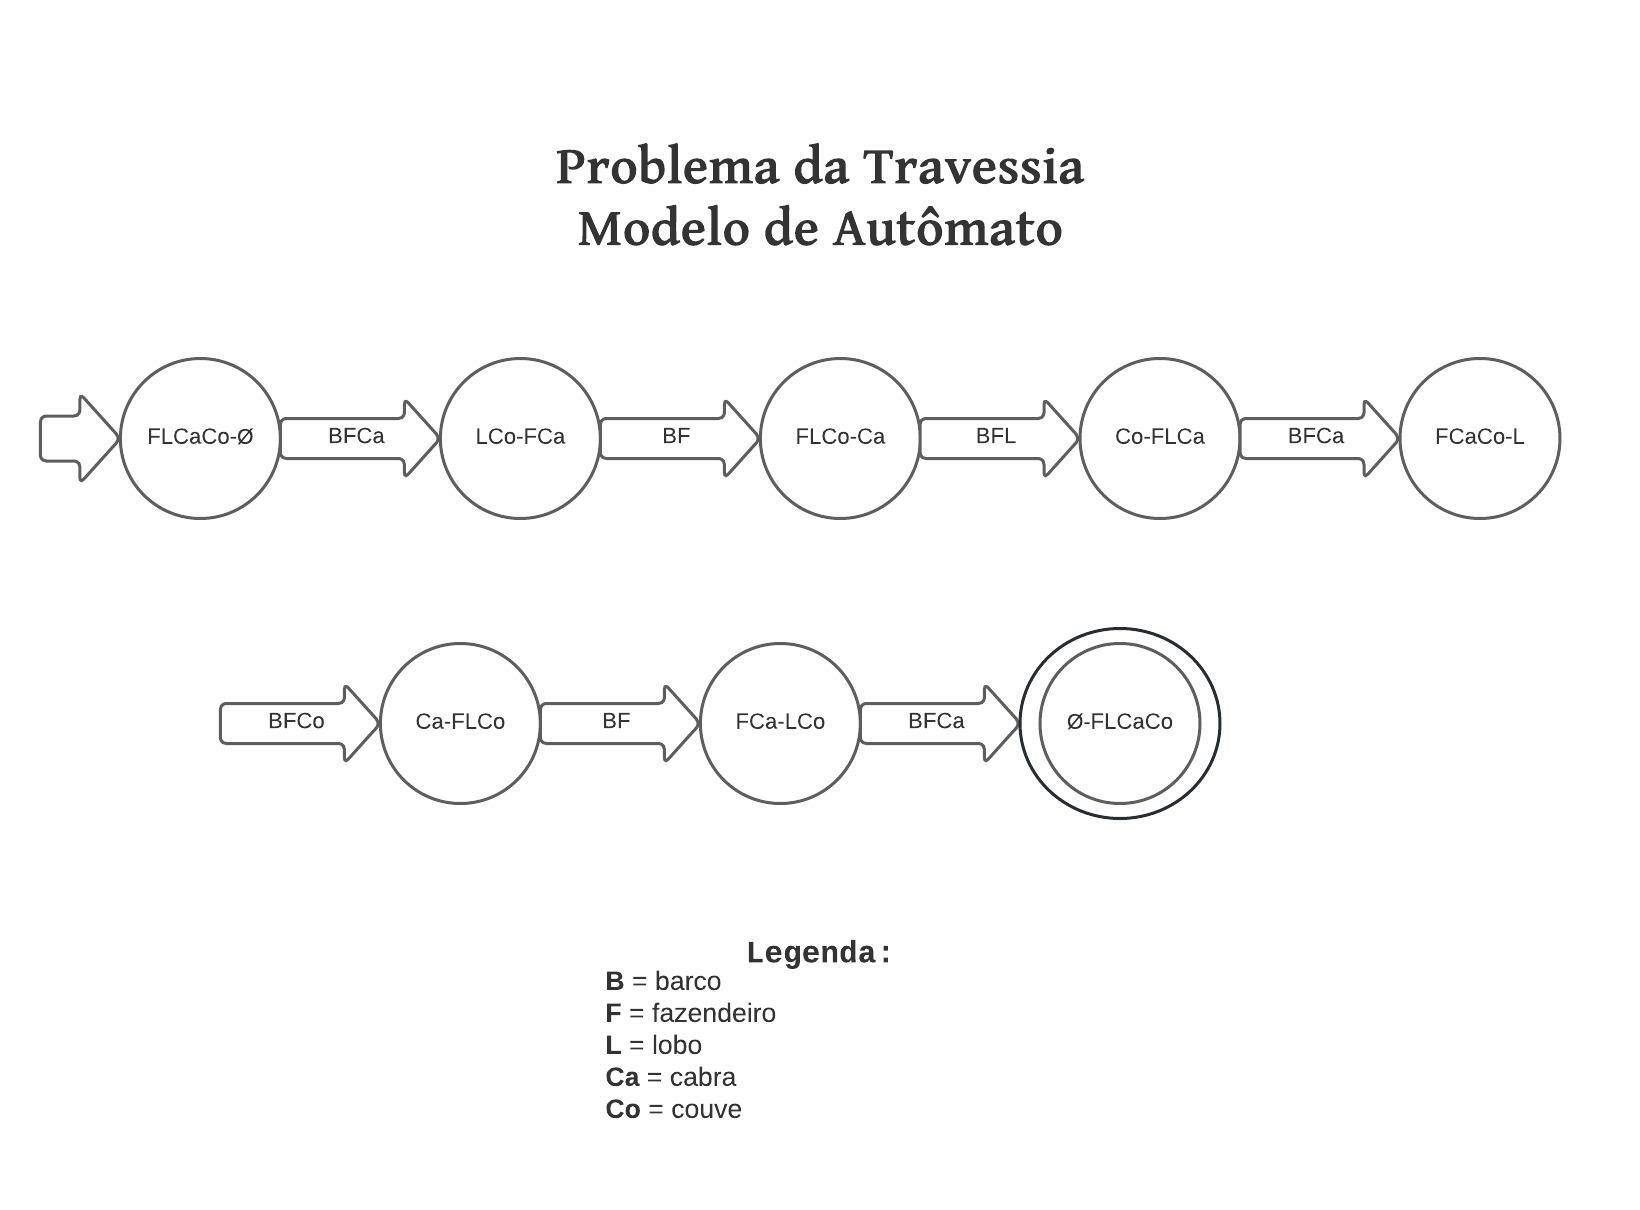 Problema da Travessia
Modelo de Autômato
FLCaCo-Ø BFCa LCo-FCa BF FLCo-Ca BFL Co-FLCa BFCa FCaCo-L
BFCo Ca-FLCo BF FCa-LCo BFCa Ø-FLCaCo
Legenda:
B = barco
F = fazendeiro
L = lobo
Ca = cabra
Co = couve